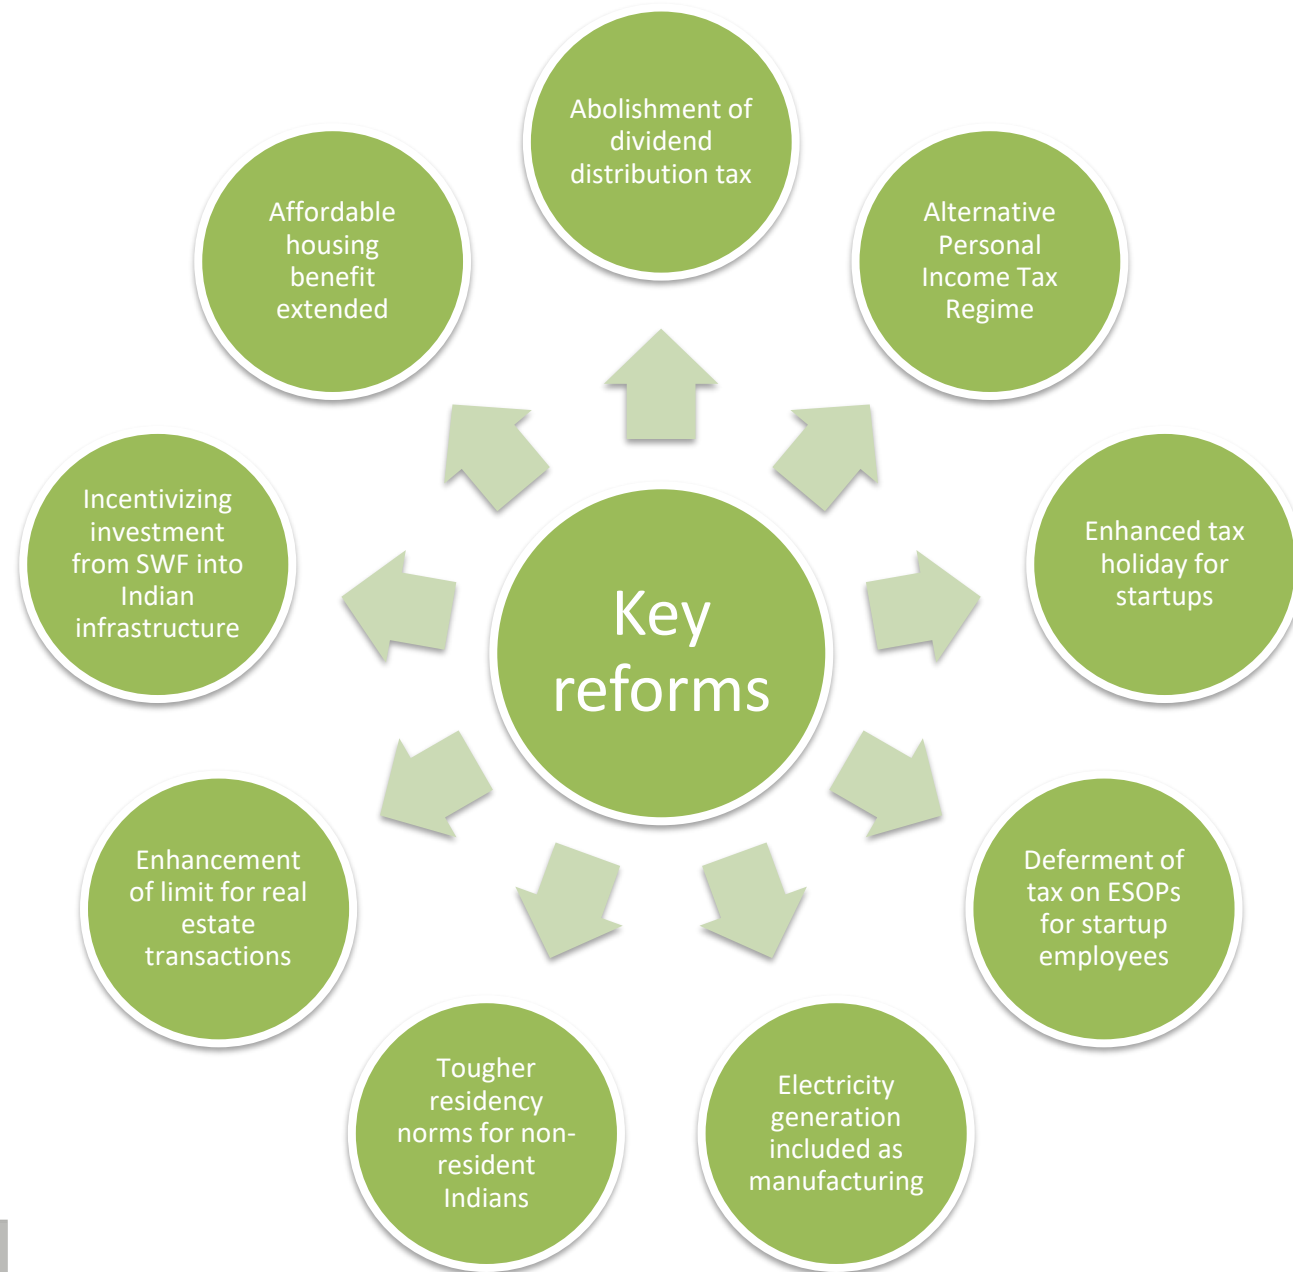 Abolishment of
dividend
distribution tax
Alternative
Personal
Income Tax
Regime
Enhanced tax
holiday for
startups
Deferment of
tax on ESOPs
for startup
employees
Electricity
generation
included as
manufacturing
Tougher
residency
norms for non-
resident
Indians
Enhancement
of limit for real
estate
transactions
Incentivizing
investment
from SWF into
Indian
infrastructure
Affordable
housing
benefit
extended
Key
reforms